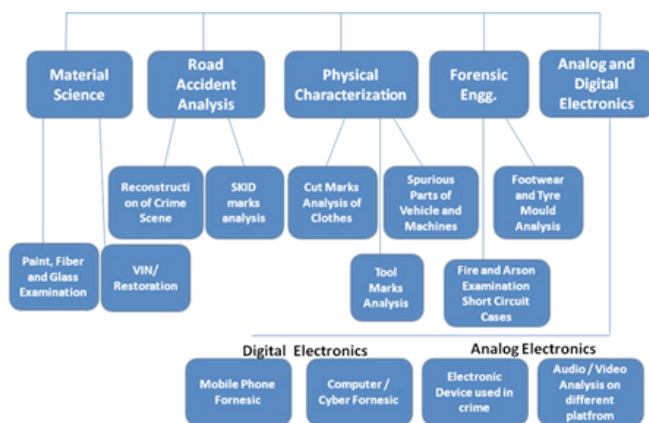 Material
Science
Road
Accident
Analysis
Physical
Characterization
Forensic
Engg.
Analog and
Digital
Electronics
Reconstructi
on of Crime
Scene
SKID
marks
analysis
Cut Marks
Analysis of
Clothes
Spurious
Parts of
Vehicle and
Machines
Footwear
and Tyre
Mould
Analysis
Paint, Fiber
and Glass
Examination
VIN/
Restoration
Tool
Marks
Analysis
Fire and Arson
Examination
Short Circuit
Cases
Digital Electronics
Analog Electronics
Mobile Phone
Fornesic
Computer /
Cyber Fornesic
Electronic
Device used in
crime
Audio / Video
Analysis on
different
platfrom